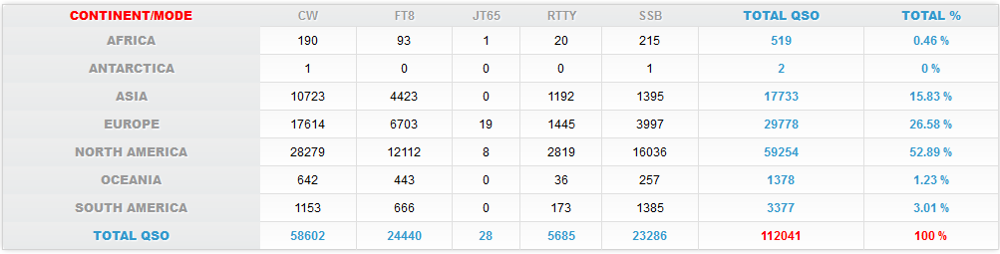 CONTINENT/MODE CW FT8 JT65 RTTY SSB TOTAL QSO TOTAL %
AFRICA 190 93 1 20 215 519 0.46 %
ANTARCTICA 1 0 0 0 1 2 0 %
ASIA 10723 4423 0 1192 1395 17733 15.83 %
EUROPE 17614 6703 19 1445 3997 29778 26.58 %
NORTH AMERICA 28279 12112 8 2819 16036 59254 52.89 %
OCEANIA 642 443 0 36 257 1378 1.23 %
SOUTH AMERICA 1153 666 0 173 1385 3377 3.01 %
TOTAL QSO 58602 24440 28 5685 23286 112041 100 %